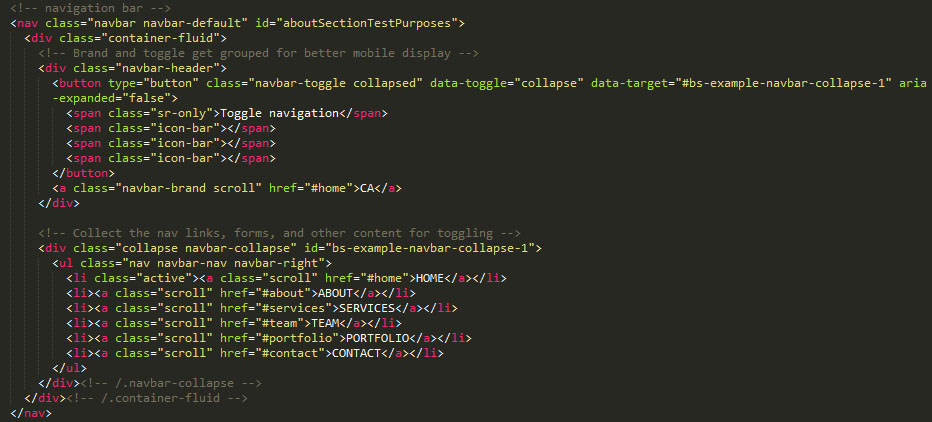 <!-- navigation bar -->
<nav class="navbar navbar-default" id="aboutSectionTestPurposes">
  <div class="container-fluid">
    <!-- Brand and toggle get grouped for better mobile display -->
    <div class="navbar-header">
      <button type="button" class="navbar-toggle collapsed" data-toggle="collapse" data-target="#bs-example-navbar-collapse-1" aria
      -expanded="false">
        <span class="sr-only">Toggle navigation</span>
        <span class="icon-bar"></span>
        <span class="icon-bar"></span>
        <span class="icon-bar"></span>
      </button>
      <a class="navbar-brand scroll" href="#home">CA</a>
    </div>

    <!-- Collect the nav links, forms, and other content for toggling -->
    <div class="collapse navbar-collapse" id="bs-example-navbar-collapse-1">
      <ul class="nav navbar-nav navbar-right">
        <li class="active"><a class="scroll" href="#home">HOME</a></li>
        <li><a class="scroll" href="#about">ABOUT</a></li>
        <li><a class="scroll" href="#services">SERVICES</a></li>
        <li><a class="scroll" href="#team">TEAM</a></li>
        <li><a class="scroll" href="#portfolio">PORTFOLIO</a></li>
        <li><a class="scroll" href="#contact">CONTACT</a></li>
      </ul>
    </div><!-- /.navbar-collapse -->
  </div><!-- /.container-fluid -->
</nav>